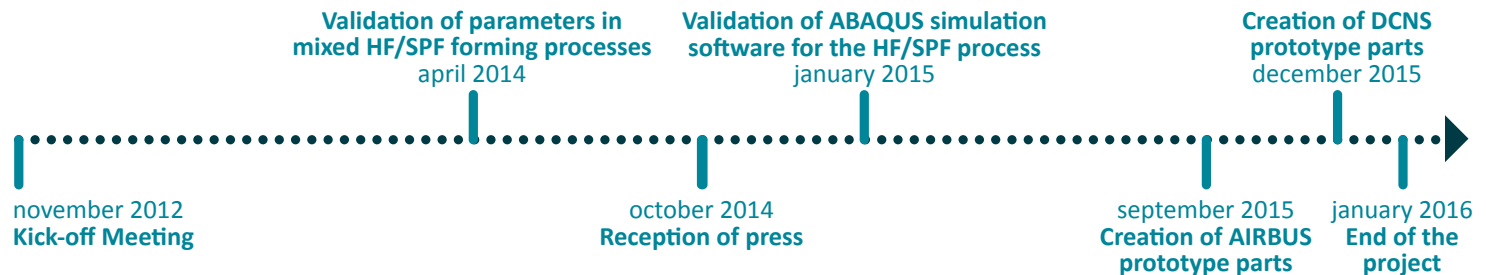 november 2012
Kick-off Meeting
Validation of parameters in
mixed HF/SPF forming processes
april 2014
october 2014
Reception of press
Validation of ABAQUS simulation
software for the HF/SPF process
january 2015
september 2015
Creation of AIRBUS
prototype parts
Creation of DCNS
prototype parts
december 2015
january 2016
End of the
project